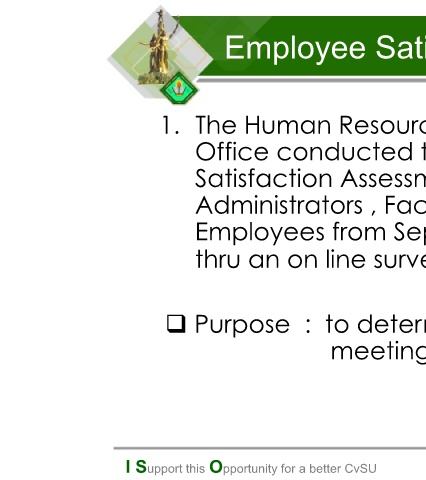 Employee Sati
1. The Human Resourc
Office conducted t
Satisfaction Assessm
Administrators , Fac
Employees from Sep
thru an on line surve
❑ Purpose : to deterr
meeting
I Support this Opportunity for a better CvSU